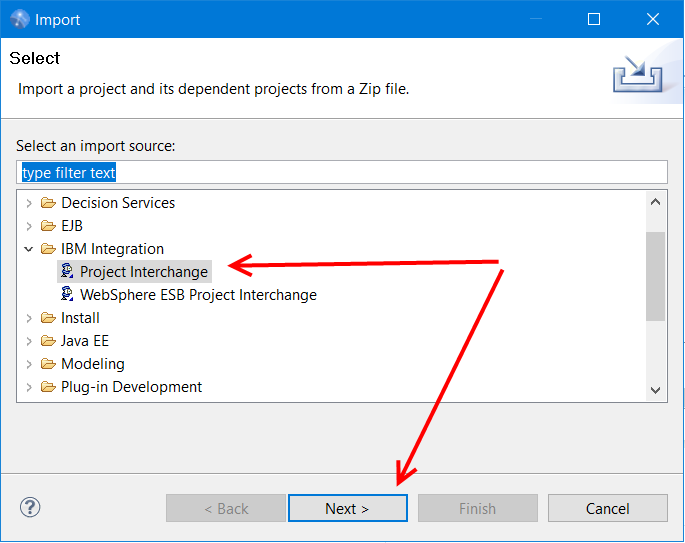 Import
Select
Import a project and its dependent projects from a Zip file.
Select an import source:
type filter text
Decision Services
EJB
IBM Integration
Project Interchange
WebSphere ESB Project Interchange
Install
Java EE
Modeling
Plug-in Development
? < Back Next > Finish Cancel